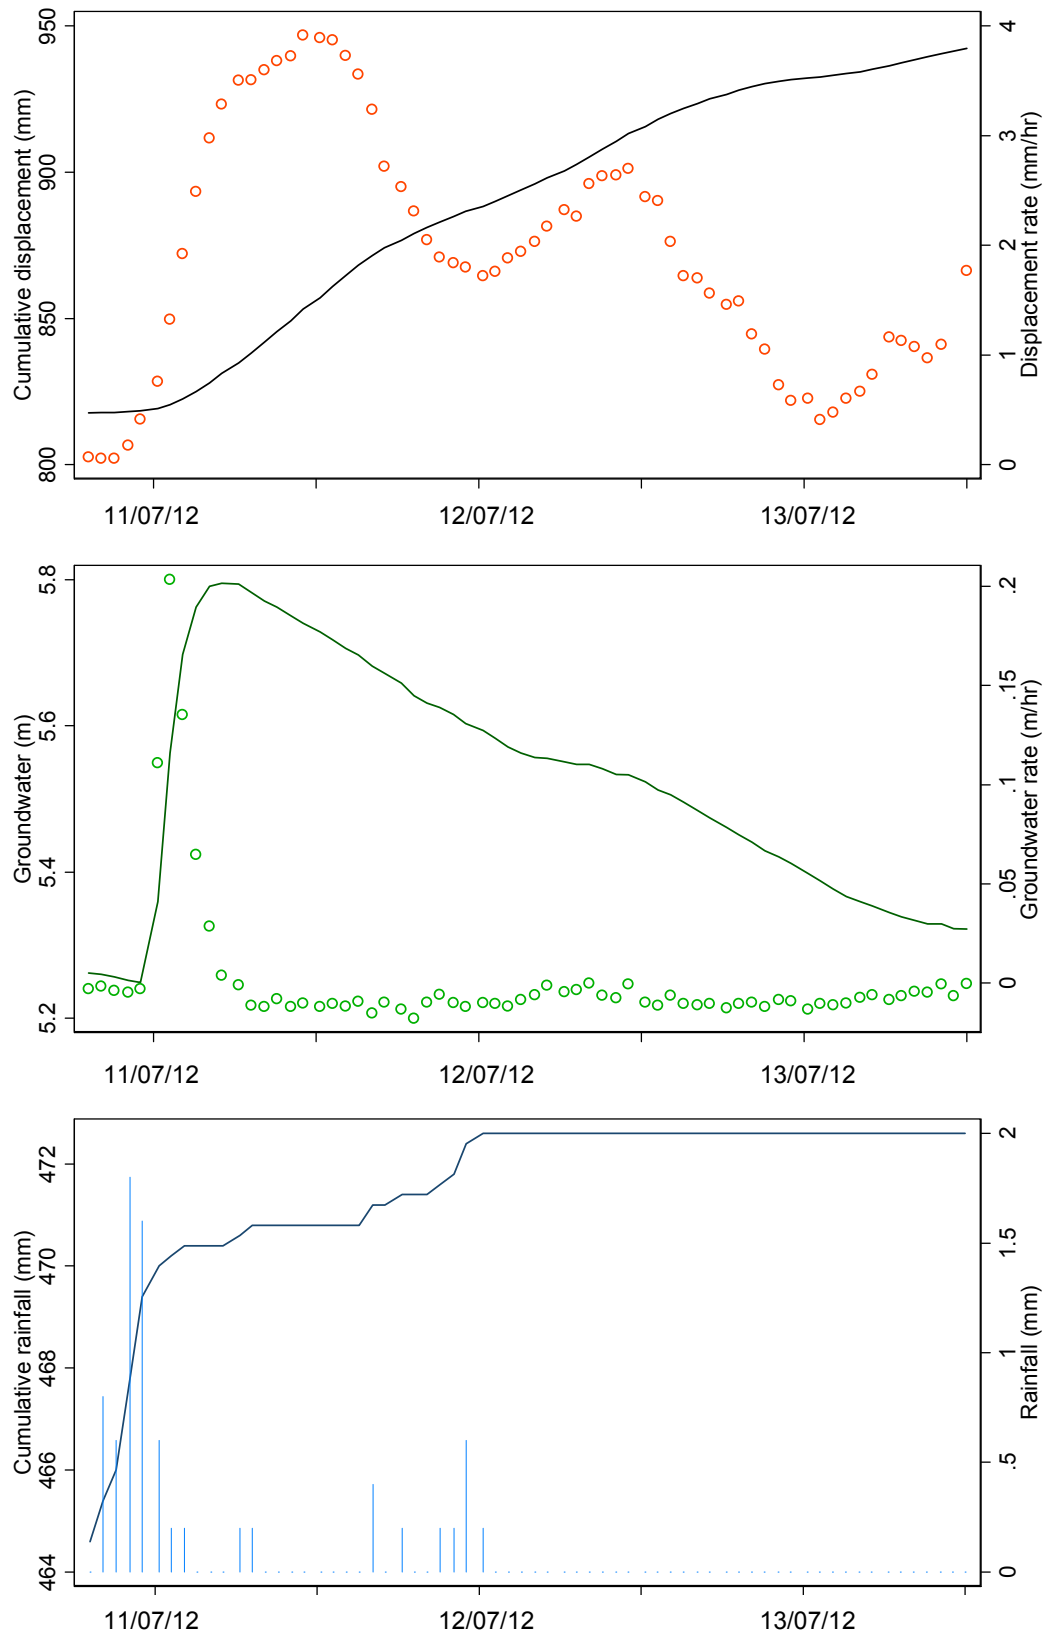 Cumulative displacement (mm)
800 850 900 950
Displacement rate (mm/hr)
0 1 2 3 4
11/07/12 12/07/12 13/07/12
Groundwater (m)
5.2 5.4 5.6 5.8
Groundwater rate (m/hr)
0 .05 .1 .15 .2
11/07/12 12/07/12 13/07/12
Cumulative rainfall (mm)
464 466 468 470 472
Rainfall (mm)
0 .5 1 1.5 2
11/07/12 12/07/12 13/07/12